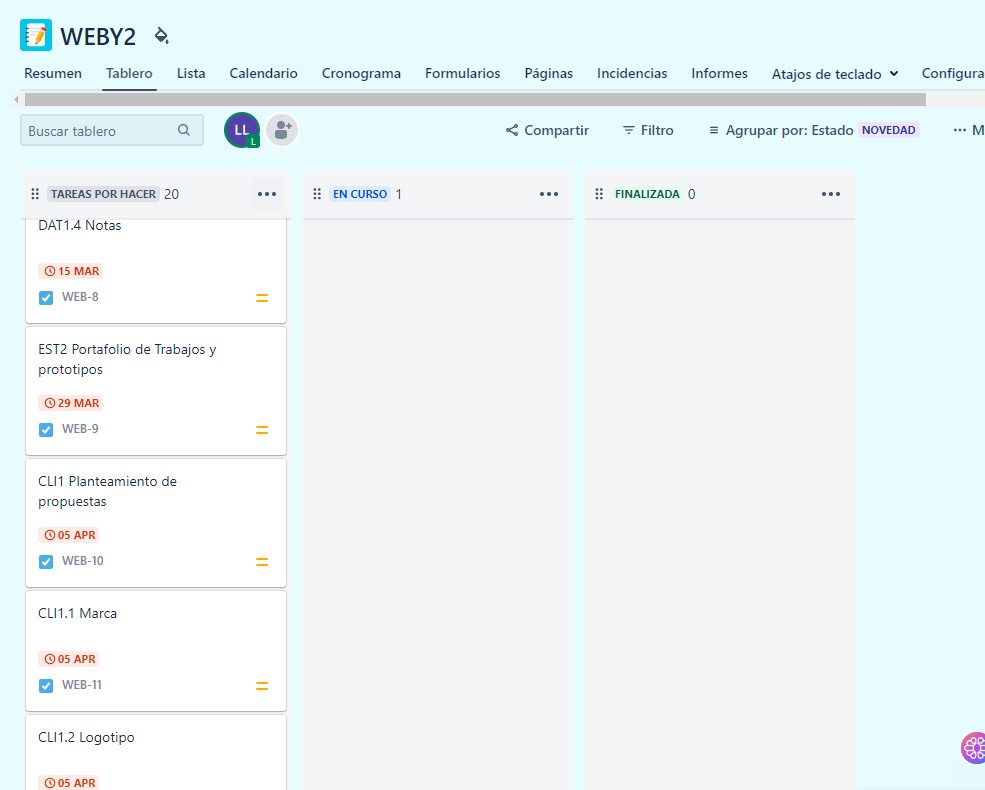 WEBY2
Resumen Tablero Lista Calendario Cronograma Formularios Páginas Incidencias Informes Atajos de teclado Configura
Buscar tablero LL L Compartir Filtro Agrupar por: Estado NOVEDAD M
TAREAS POR HACER 20
DAT1.4 Notas
15 MAR
WEB-8
EST2 Portafolio de Trabajos y
prototipos
29 MAR
WEB-9
CLI1 Planteamiento de
propuestas
05 APR
WEB-10
CLI1.1 Marca
05 APR
WEB-11
CLI1.2 Logotipo
05 APR
EN CURSO 1
FINALIZADA 0